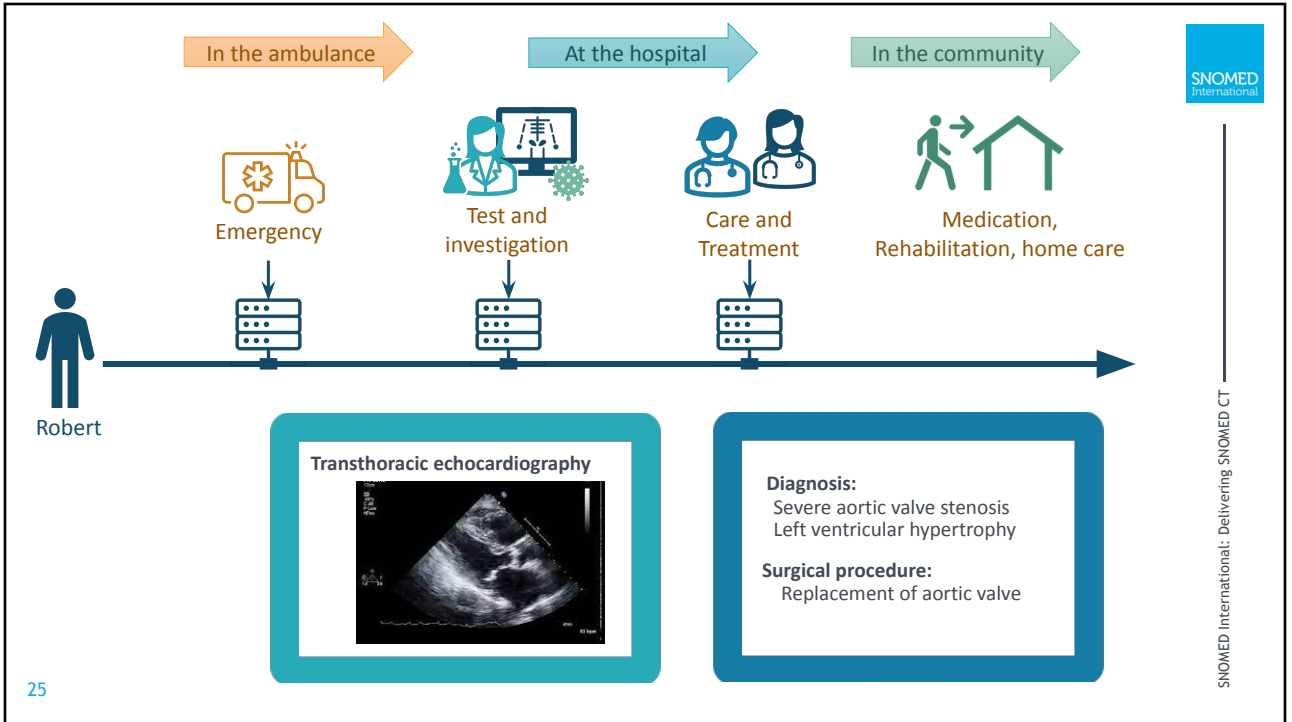 In the ambulance
At the hospital
In the community
SNOMED
International
Emergency
Test and
investigation
Care and
Treatment
Medication,
Rehabilitation, home care
Robert
Transthoracic echocardiography
Diagnosis:
Severe aortic valve stenosis
Left ventricular hypertrophy
Surgical procedure:
Replacement of aortic valve
SNOMED International: Delivering SNOMED CT
25